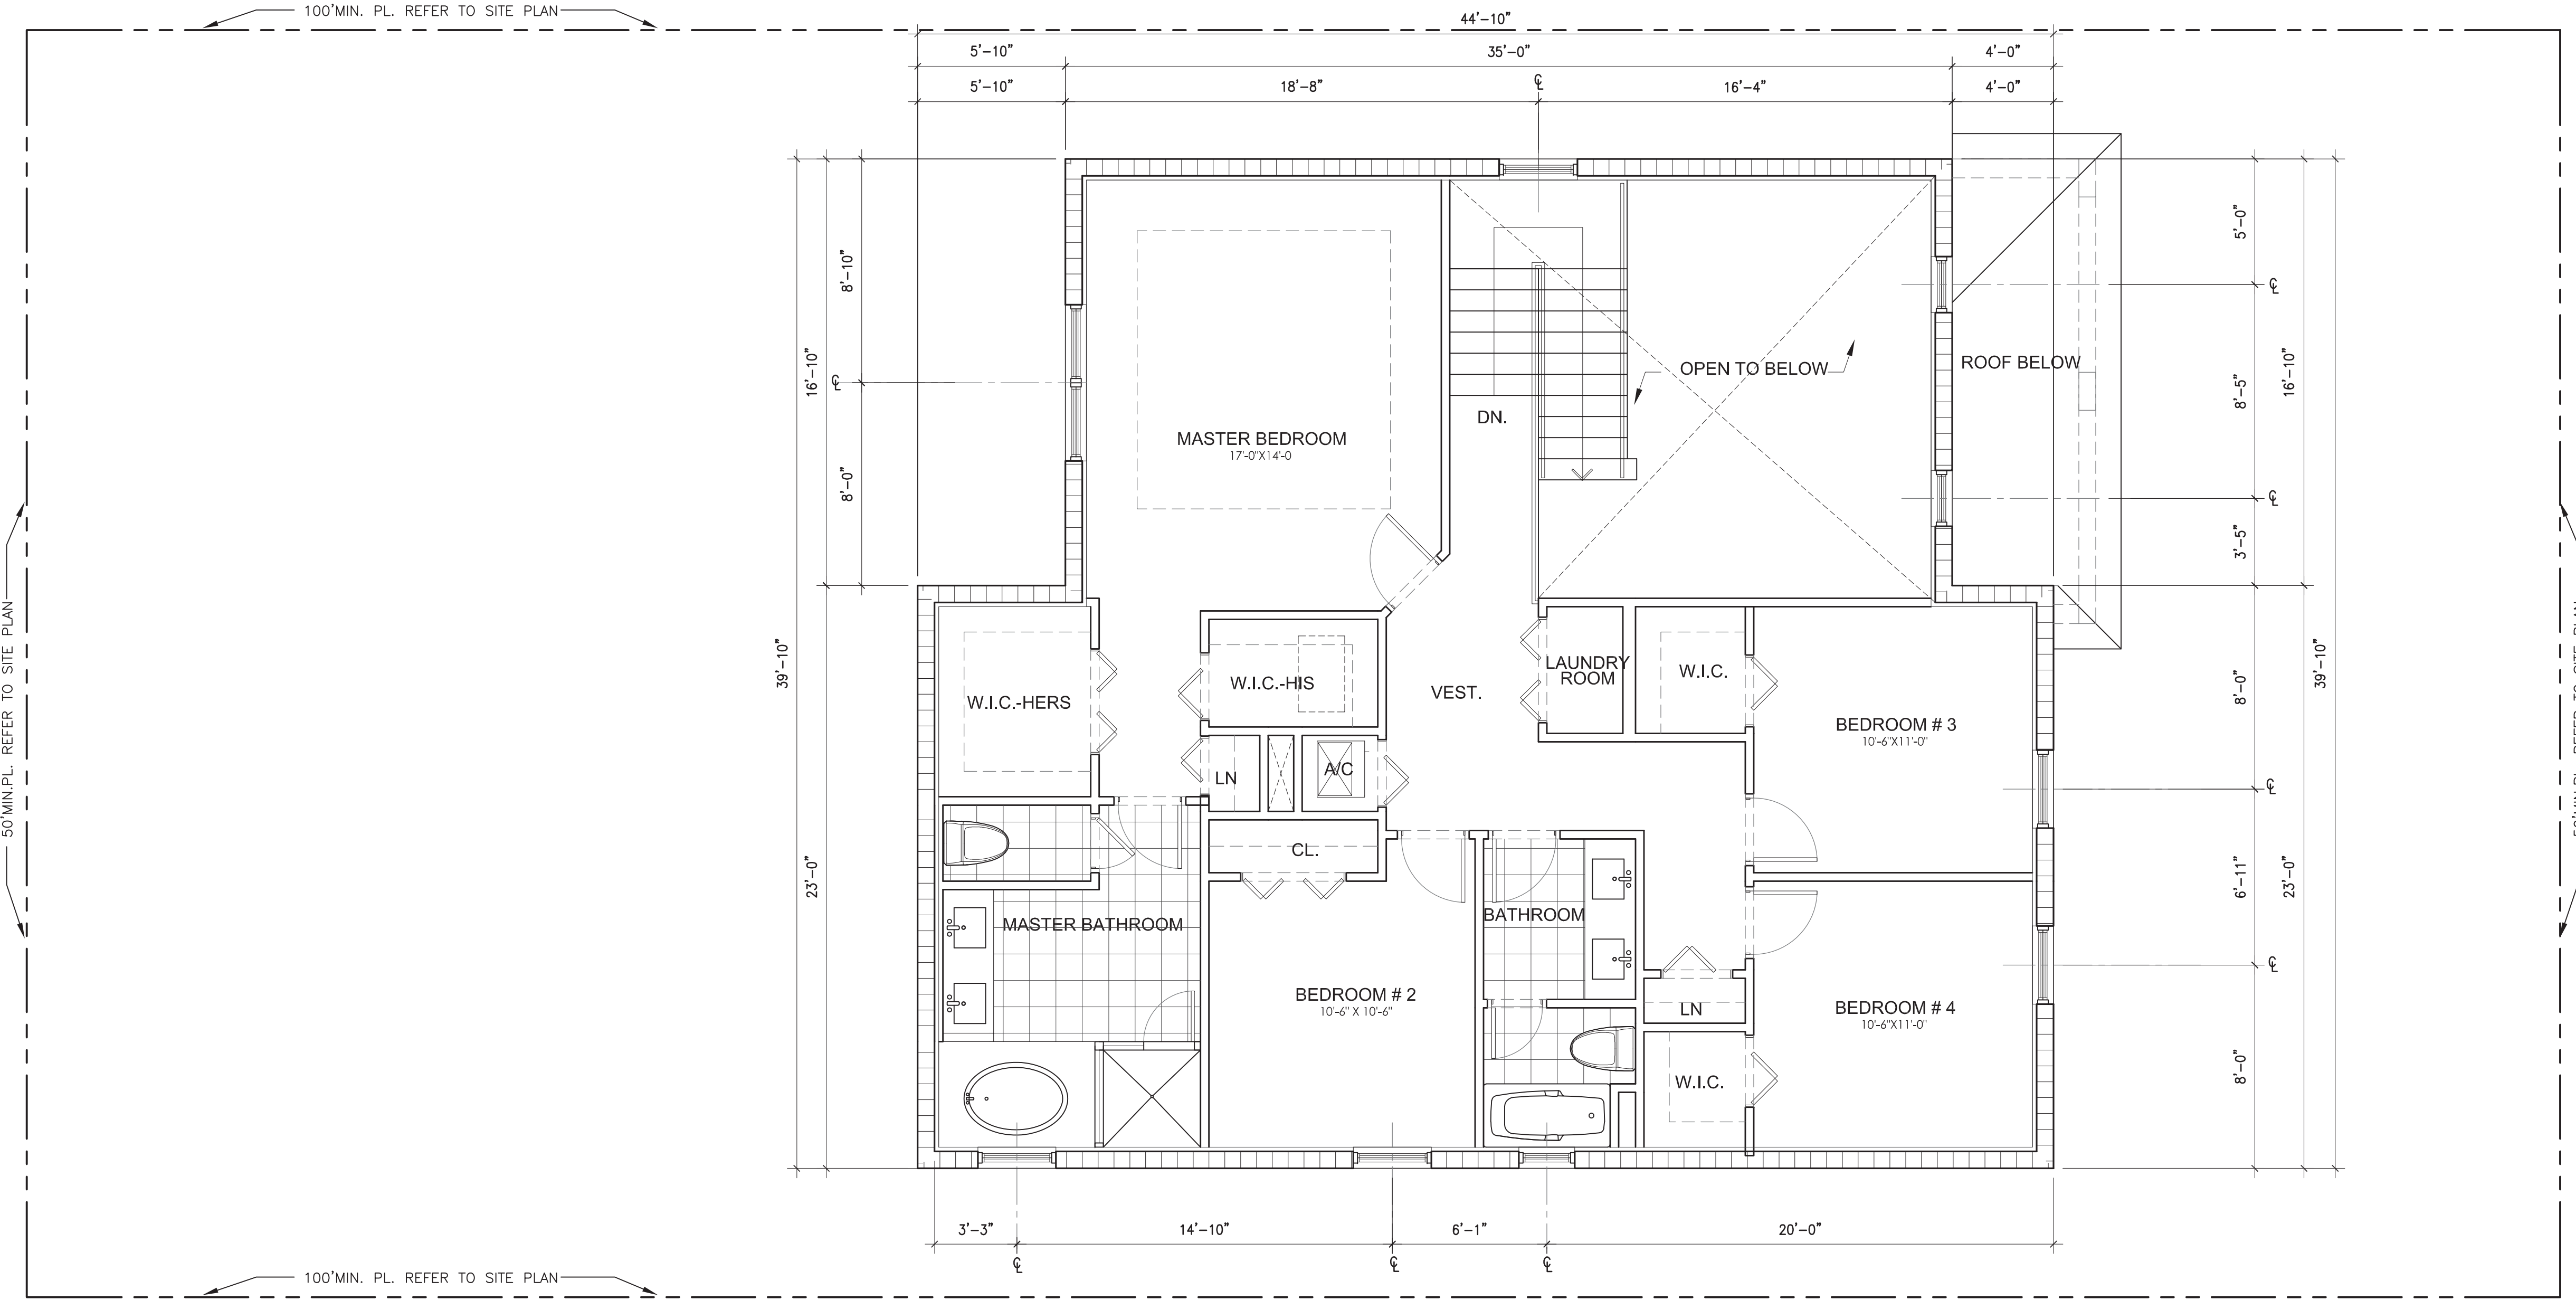 100'MIN. PL. REFER TO SITE PLAN
44'-10"
5'-10"
35'-0"
4'-0"
5'-10"
18'-8"
℄
16'-4"
4'-0"
8'-10"
16'-10"
℄
8'-0"
39'-10"
23'-0"
50'MIN.PL. REFER TO SITE PLAN
MASTER BEDROOM
17'-0"X14'-0
DN.
OPEN TO BELOW
ROOF BELOW
W.I.C.-HERS
W.I.C.-HIS
VEST.
LAUNDRY
ROOM
W.I.C.
BEDROOM # 3
10'-6"X11'-0"
LN
A/C
CL.
MASTER BATHROOM
BATHROOM
BEDROOM # 2
10'-6" X 10'-6"
LN
BEDROOM # 4
10'-6"X11'-0"
W.I.C.
5'-0"
℄
8'-5"
16'-10"
℄
3'-5"
8'-0"
39'-10"
℄
6'-11"
23'-0"
℄
8'-0"
3'-3"
14'-10"
6'-1"
20'-0"
℄
℄
℄
100'MIN. PL. REFER TO SITE PLAN